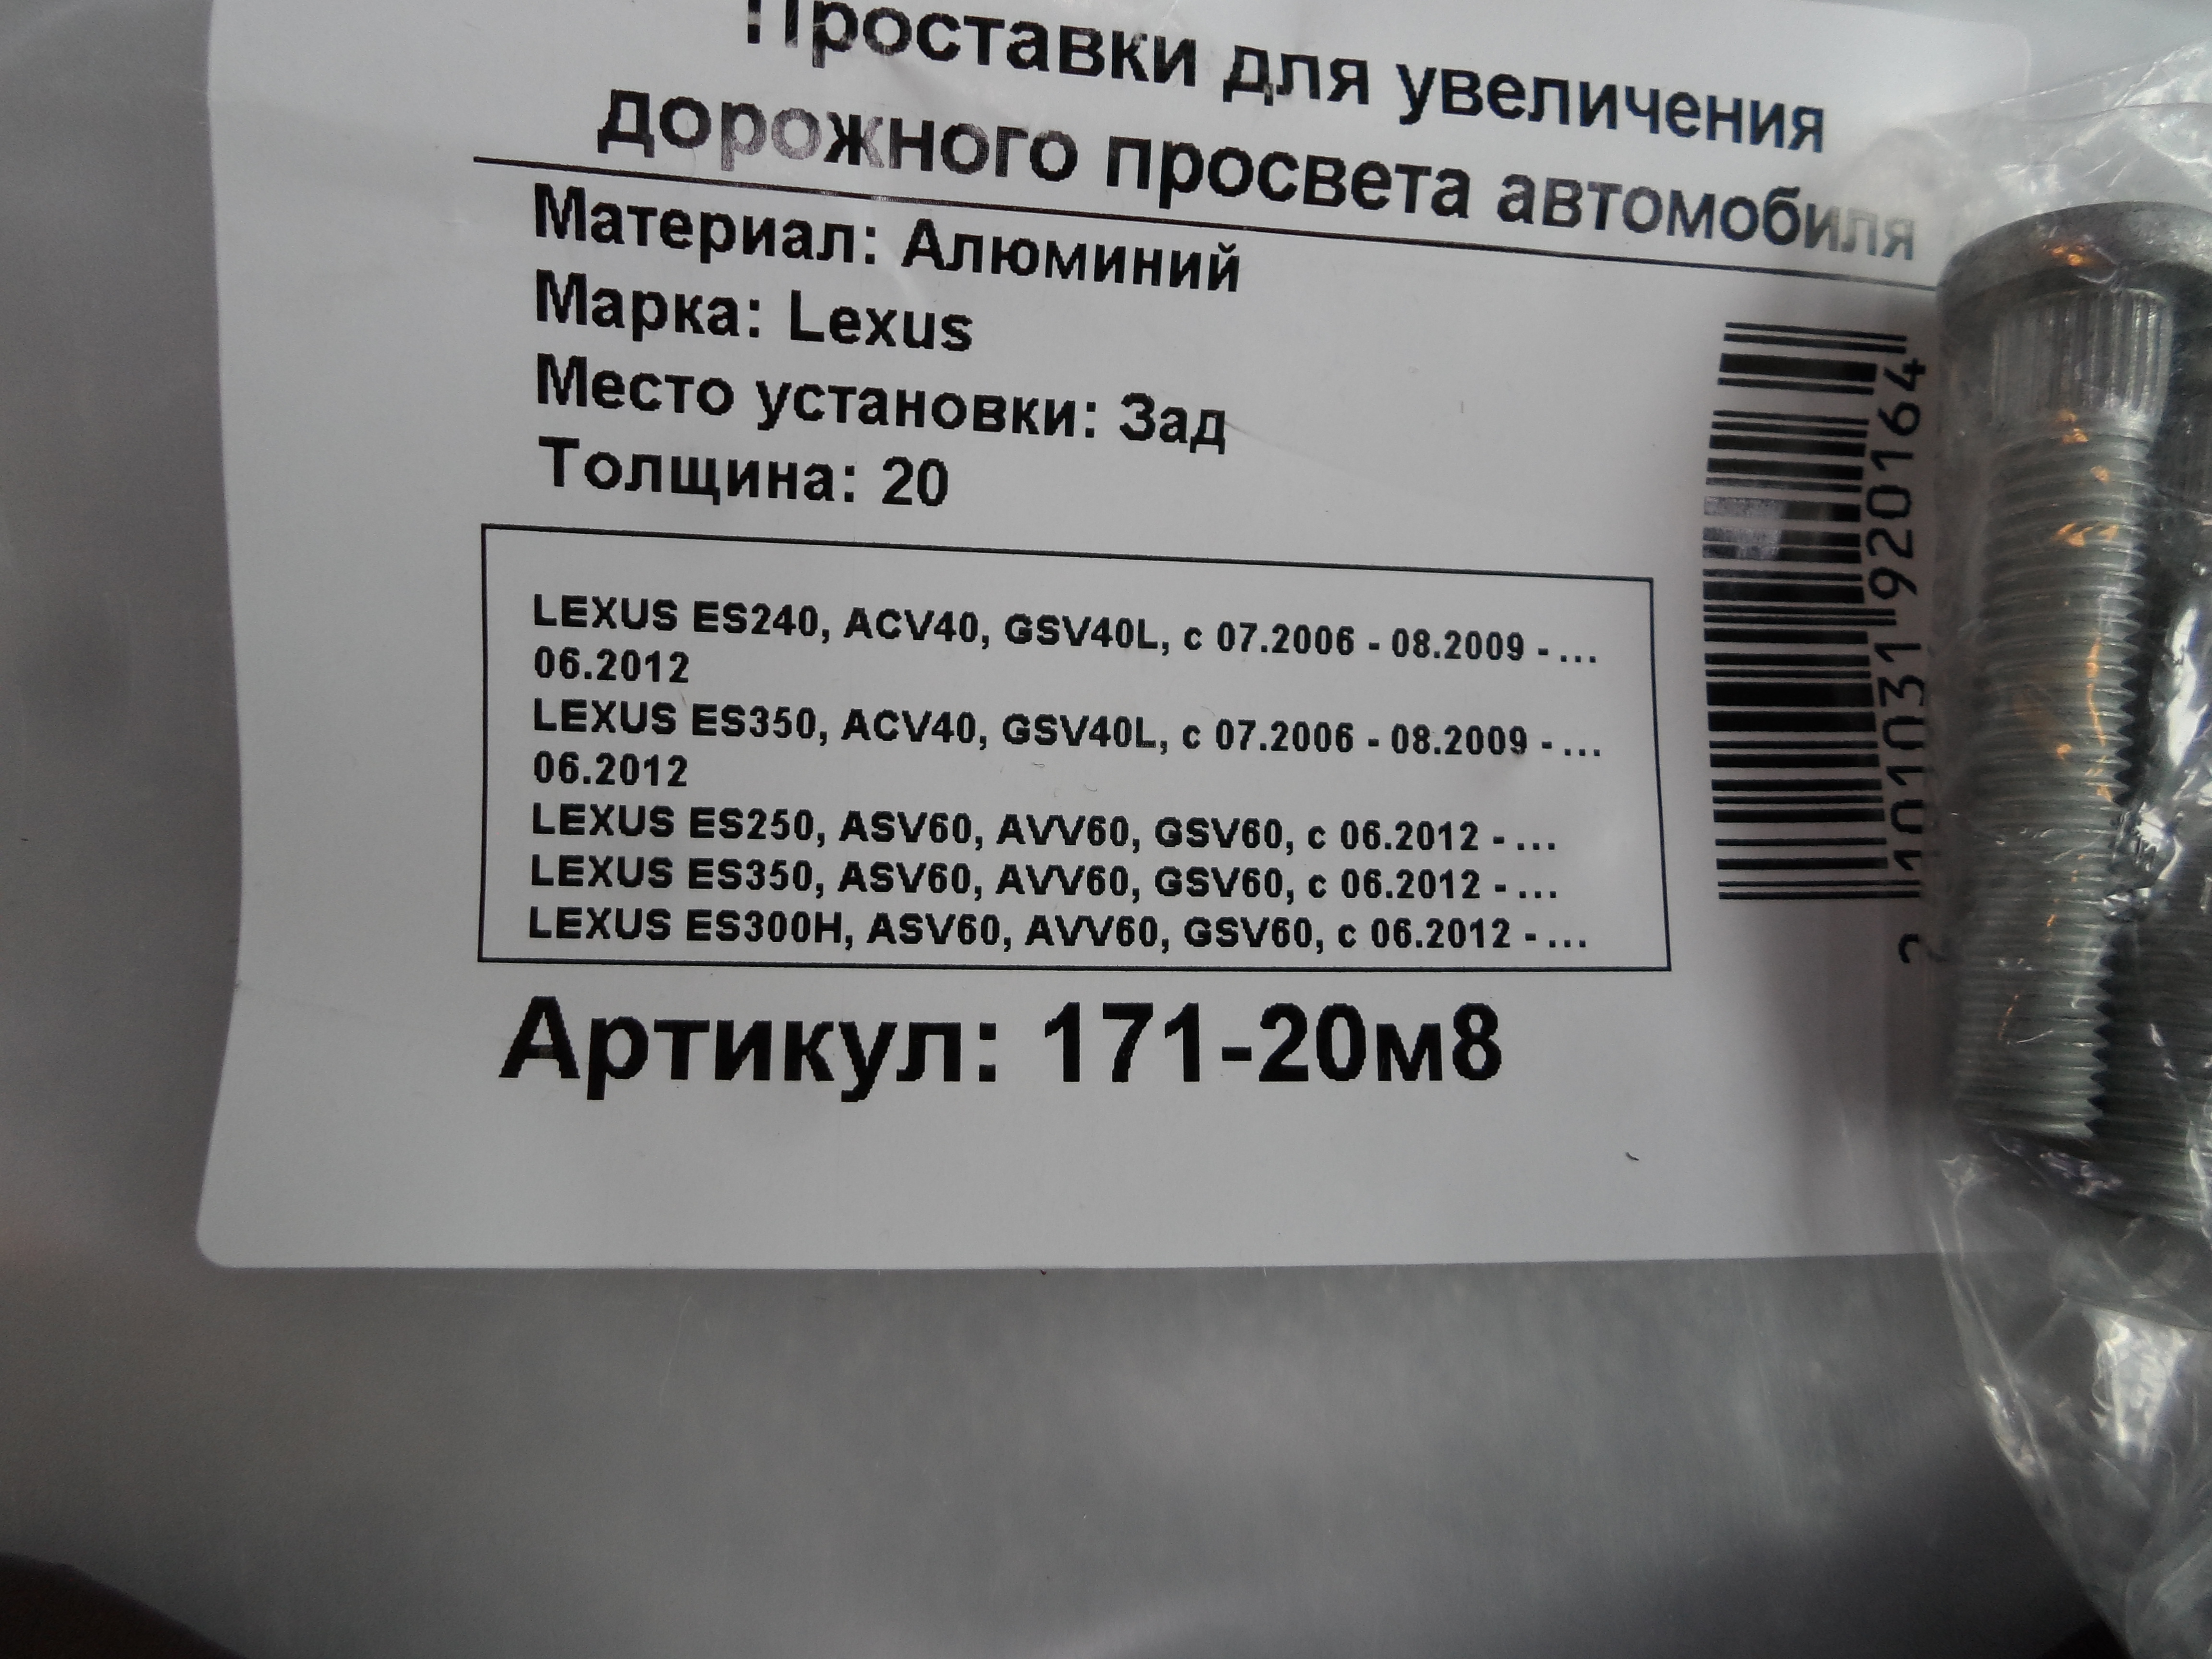 Проставки для увеличения
дорожного просвета автомобиля
Материал: Алюминий
Марка: Lexus
Место установки: Зад
Толщина: 20
LEXUS ES240, ACV40, GSV40L, с 07.2006 - 08.2009 - ...
06.2012
LEXUS ES350, ACV40, GSV40L, с 07.2006 - 08.2009 - ...
06.2012
LEXUS ES250, ASV60, AVV60, GSV60, с 06.2012 - ...
LEXUS ES350, ASV60, AVV60, GSV60, с 06.2012 - ...
LEXUS ES300H, ASV60, AVV60, GSV60, с 06.2012 - ...
Артикул: 171-20м8
2 101031 920164